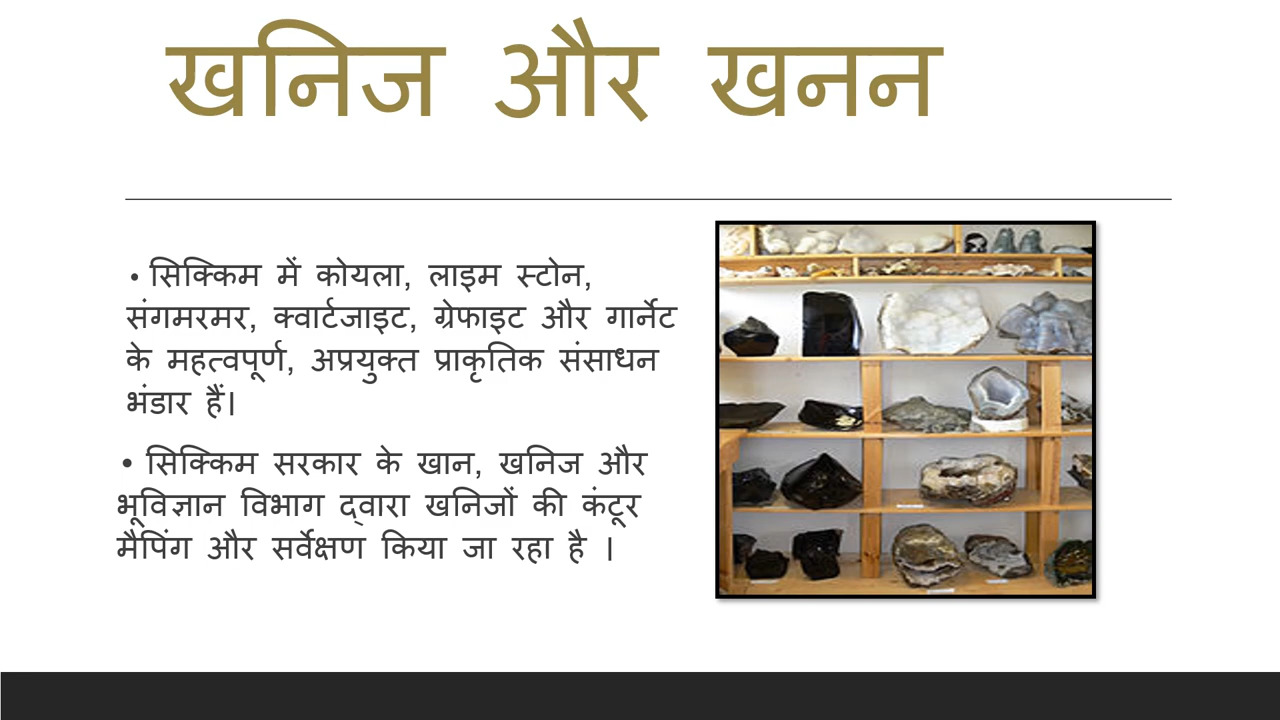 खनिज और खनन
• सिक्किम में कोयला, लाइम स्टोन,
संगमरमर, क्वार्टजाइट, ग्रेफाइट और गार्नेट
के महत्वपूर्ण, अप्रयुक्त प्राकृतिक संसाधन
भंडार हैं।
• सिक्किम सरकार के खान, खनिज और
भूविज्ञान विभाग द्वारा खनिजों की कंटूर
मैपिंग और सर्वेक्षण किया जा रहा है ।